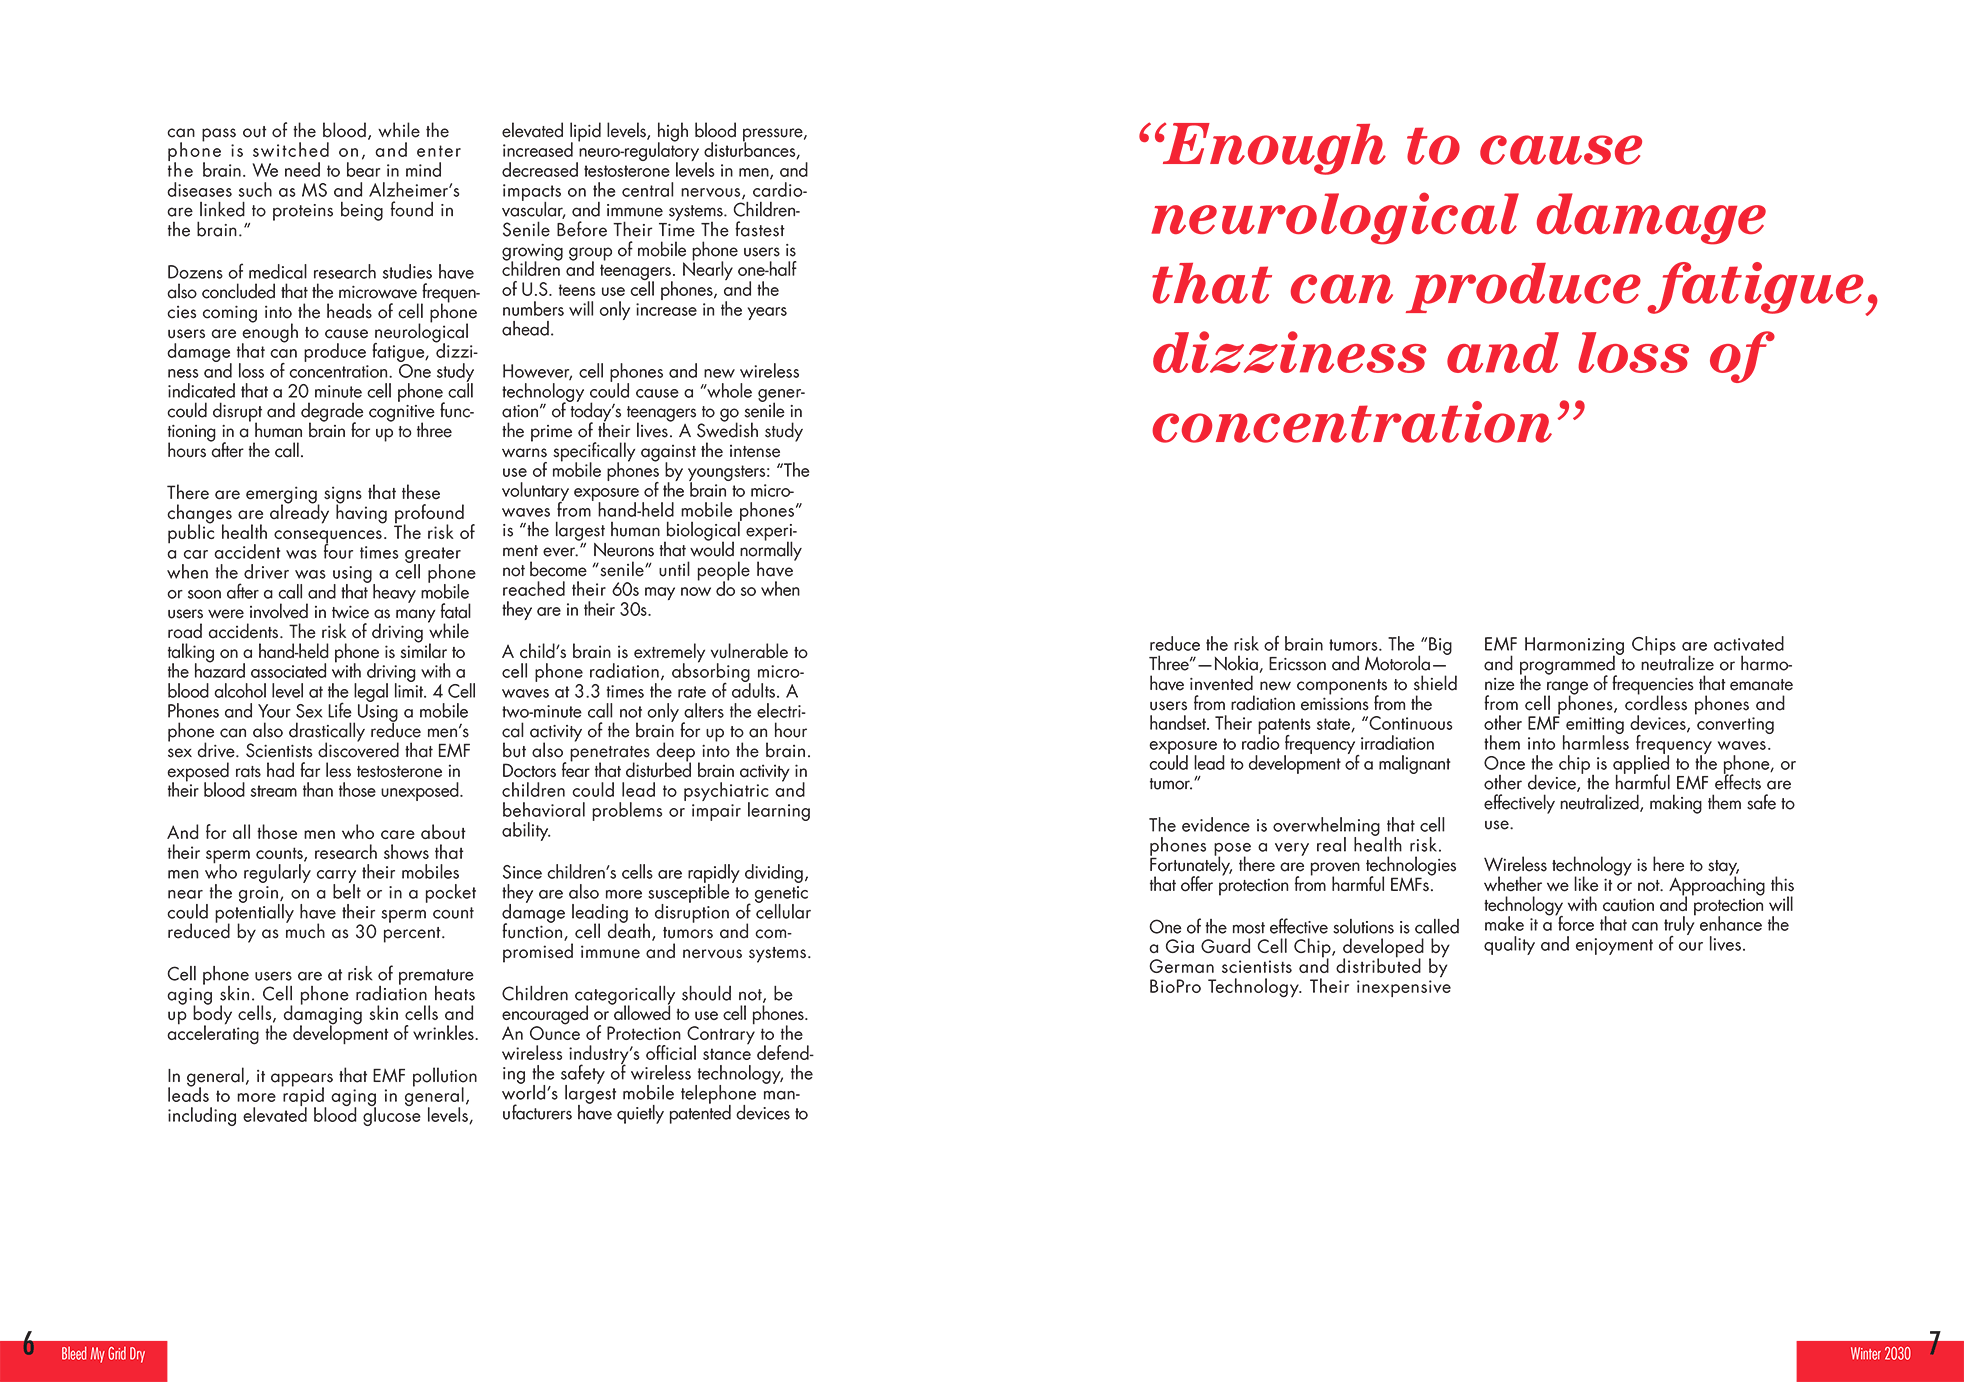 can pass out of the blood, while the
phone is switched on, and enter
the brain. We need to bear in mind
diseases such as MS and Alzheimer’s
are linked to proteins being found in
the brain.”
Dozens of medical research studies have
also concluded that the microwave frequen-
cies coming into the heads of cell phone
users are enough to cause neurological
damage that can produce fatigue, dizzi-
ness and loss of concentration. One study
indicated that a 20 minute cell phone call
could disrupt and degrade cognitive func-
tioning in a human brain for up to three
hours after the call.
There are emerging signs that these
changes are already having profound
public health consequences. The risk of
a car accident was four times greater
when the driver was using a cell phone
or soon after a call and that heavy mobile
users were involved in twice as many fatal
road accidents. The risk of driving while
talking on a hand-held phone is similar to
the hazard associated with driving with a
blood alcohol level at the legal limit. 4 Cell
Phones and Your Sex Life Using a mobile
phone can also drastically reduce men’s
sex drive. Scientists discovered that EMF
exposed rats had far less testosterone in
their blood stream than those unexposed.
And for all those men who care about
their sperm counts, research shows that
men who regularly carry their mobiles
near the groin, on a belt or in a pocket
could potentially have their sperm count
reduced by as much as 30 percent.
Cell phone users are at risk of premature
aging skin. Cell phone radiation heats
up body cells, damaging skin cells and
accelerating the development of wrinkles.
In general, it appears that EMF pollution
leads to more rapid aging in general,
including elevated blood glucose levels,
elevated lipid levels, high blood pressure,
increased neuro-regulatory disturbances,
decreased testosterone levels in men, and
impacts on the central nervous, cardio-
vascular, and immune systems. Children-
Senile Before Their Time The fastest
growing group of mobile phone users is
children and teenagers. Nearly one-half
of U.S. teens use cell phones, and the
numbers will only increase in the years
ahead.
However, cell phones and new wireless
technology could cause a “whole gener-
ation” of today’s teenagers to go senile in
the prime of their lives. A Swedish study
warns specifically against the intense
use of mobile phones by youngsters: “The
voluntary exposure of the brain to micro-
waves from hand-held mobile phones”
is “the largest human biological experi-
ment ever.” Neurons that would normally
not become “senile” until people have
reached their 60s may now do so when
they are in their 30s.
A child’s brain is extremely vulnerable to
cell phone radiation, absorbing micro-
waves at 3.3 times the rate of adults. A
two-minute call not only alters the electri-
cal activity of the brain for up to an hour
but also penetrates deep into the brain.
Doctors fear that disturbed brain activity in
children could lead to psychiatric and
behavioral problems or impair learning
ability.
Since children’s cells are rapidly dividing,
they are also more susceptible to genetic
damage leading to disruption of cellular
function, cell death, tumors and com-
promised immune and nervous systems.
Children categorically should not, be
encouraged or allowed to use cell phones.
An Ounce of Protection Contrary to the
wireless industry’s official stance defend-
ing the safety of wireless technology, the
world’s largest mobile telephone man-
ufacturers have quietly patented devices to
“Enough to cause
neurological damage
that can produce fatigue,
dizziness and loss of
concentration”
reduce the risk of brain tumors. The “Big
Three”—Nokia, Ericsson and Motorola—
have invented new components to shield
users from radiation emissions from the
handset. Their patents state, “Continuous
exposure to radio frequency irradiation
could lead to development of a malignant
tumor.”
The evidence is overwhelming that cell
phones pose a very real health risk.
Fortunately, there are proven technologies
that offer protection from harmful EMFs.
One of the most effective solutions is called
a Gia Guard Cell Chip, developed by
German scientists and distributed by
BioPro Technology. Their inexpensive
EMF Harmonizing Chips are activated
and programmed to neutralize or harmo-
nize the range of frequencies that emanate
from cell phones, cordless phones and
other EMF emitting devices, converting
them into harmless frequency waves.
Once the chip is applied to the phone, or
other device, the harmful EMF effects are
effectively neutralized, making them safe to
use.
Wireless technology is here to stay,
whether we like it or not. Approaching this
technology with caution and protection will
make it a force that can truly enhance the
quality and enjoyment of our lives.
6 Bleed My Grid Dry
Winter 2030 7